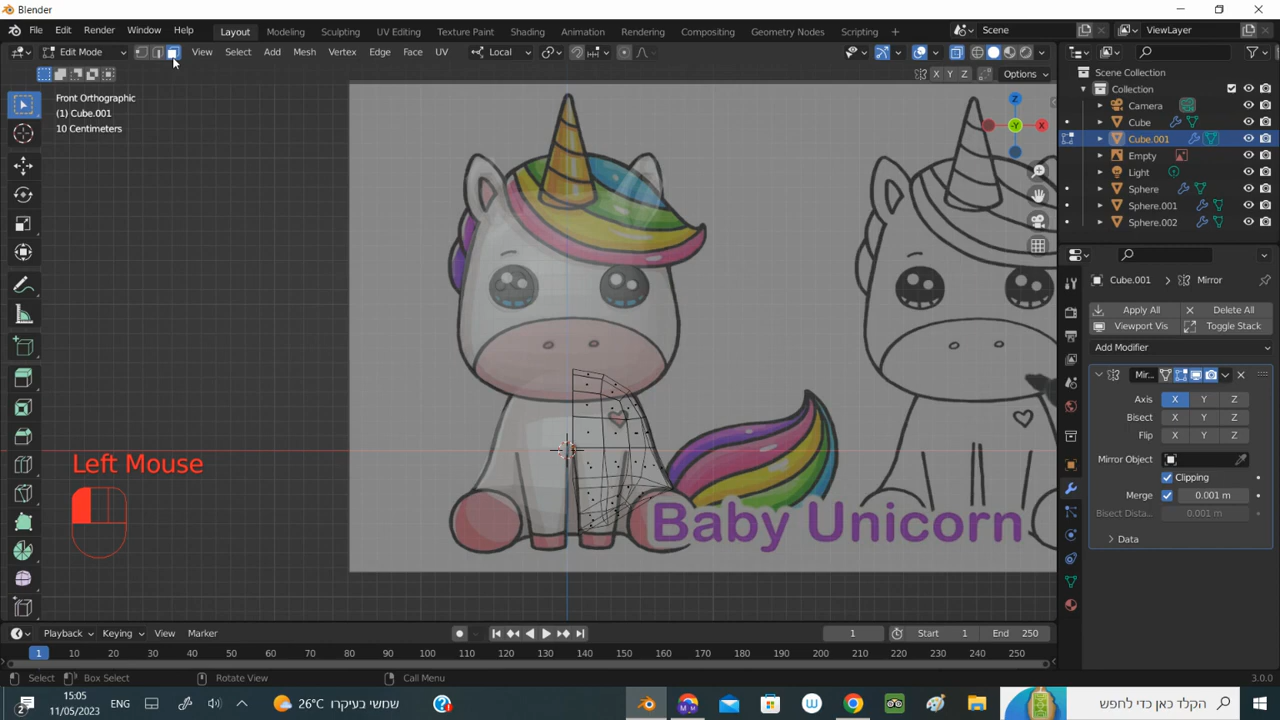 Blender
File Edit Render Window Help Layout Modeling Sculpting UV Editing Texture Paint Shading Animation Rendering Compositing Geometry Nodes Scripting Scene ViewLayer
Edit Mode View Select Add Mesh Vertex Edge Face UV Local
X Y Z Options
Front Orthographic
(1) Cube.001
10 Centimeters
Z
-Y X
Scene Collection
Collection
Camera
Cube
Cube.001
Empty
Light
Sphere
Sphere.001
Sphere.002
Cube.001 > Mirror
Apply All Delete All
Viewport Vis Toggle Stack
Add Modifier
Mir...
Axis X Y Z
Bisect X Y Z
Flip X Y Z
Mirror Object
Clipping
Merge 0.001 m
Bisect Dista... 0.001 m
Data
Left Mouse
Baby Unicorn
Playback Keying View Marker 1 Start 1 End 250
1 10 20 30 40 50 60 70 80 90 100 110 120 130 140 150 160 170 180 190 200 210 220 230 240 250
Select Box Select Rotate View Call Menu 3.0.0
2 15:05 11/05/2023 ENG 26°C שמשי בעיקרו הקלד כאן כדי לחפש